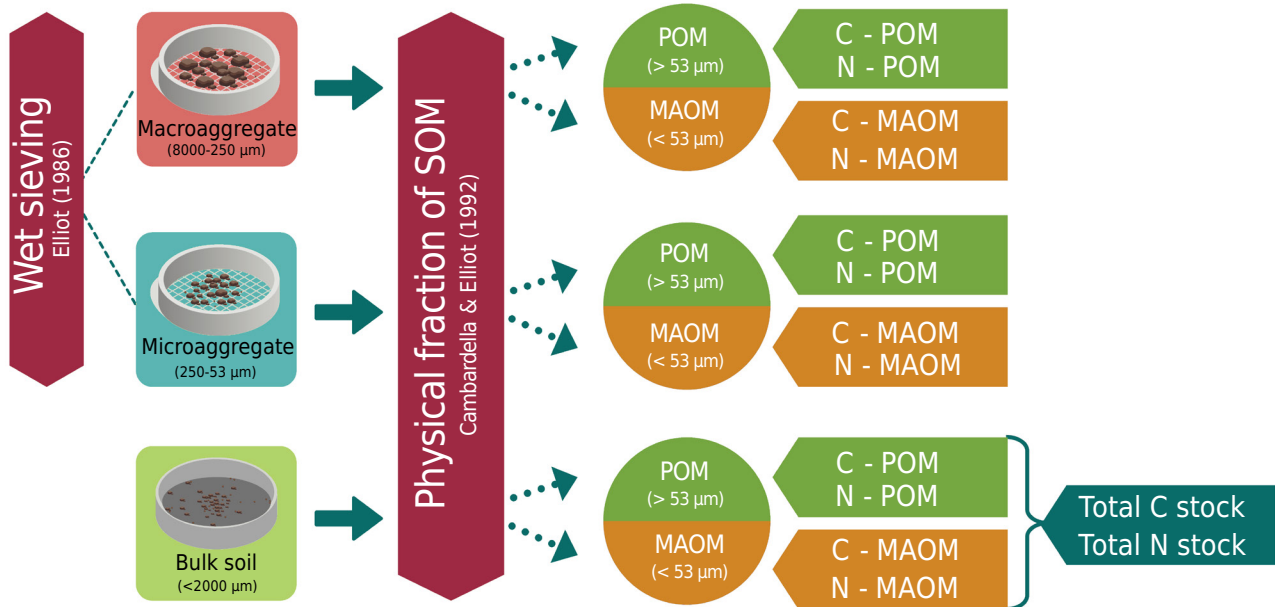 Wet sieving
Elliot (1986)
Macroaggregate
(8000-250 µm)
Microaggregate
(250-53 µm)
Bulk soil
(<2000 µm)
Physical fraction of SOM
Cambardella & Elliot (1992)
POM
(> 53 µm)
MAOM
(< 53 µm)
C - POM
N - POM
C - MAOM
N - MAOM
POM
(> 53 µm)
MAOM
(< 53 µm)
C - POM
N - POM
C - MAOM
N - MAOM
POM
(> 53 µm)
MAOM
(< 53 µm)
C - POM
N - POM
C - MAOM
N - MAOM
Total C stock
Total N stock